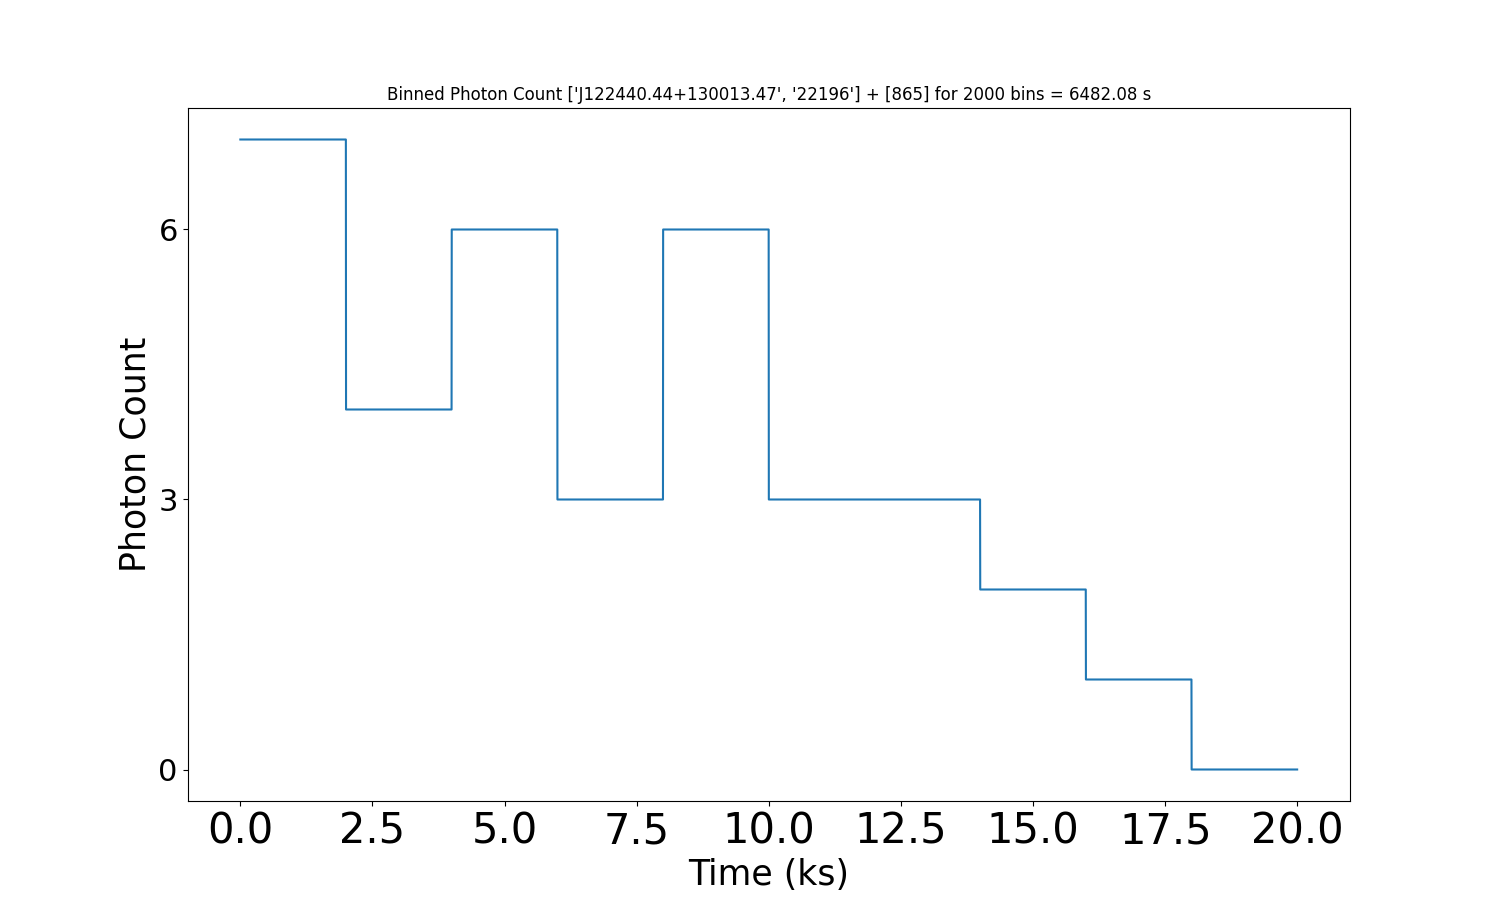 Binned Photon Count ['J122440.44+130013.47', '22196'] + [865] for 2000 bins = 6482.08 s
Photon Count
6
3
0
0.0 2.5 5.0 7.5 10.0 12.5 15.0 17.5 20.0
Time (ks)